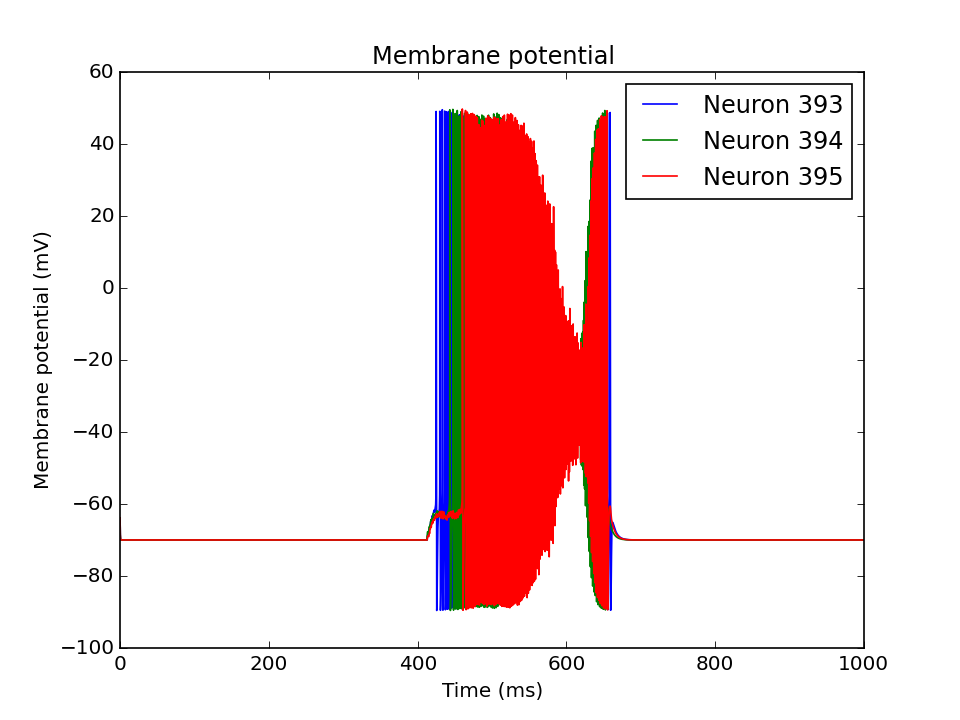 Membrane potential
60
40
20
0
−20
−40
−60
−80
−100
Membrane potential (mV)
Neuron 393
Neuron 394
Neuron 395
0 200 400 600 800 1000
Time (ms)